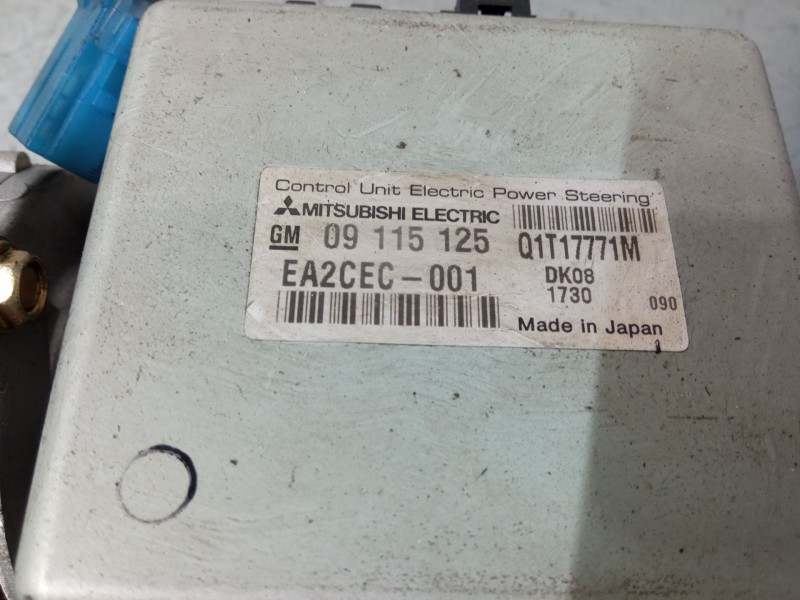 Control Unit Electric Power Steering
MITSUBISHI ELECTRIC
GM 09 115 125 Q1T17771M
EA2CEC-001 DK08
1730 090
Made in Japan